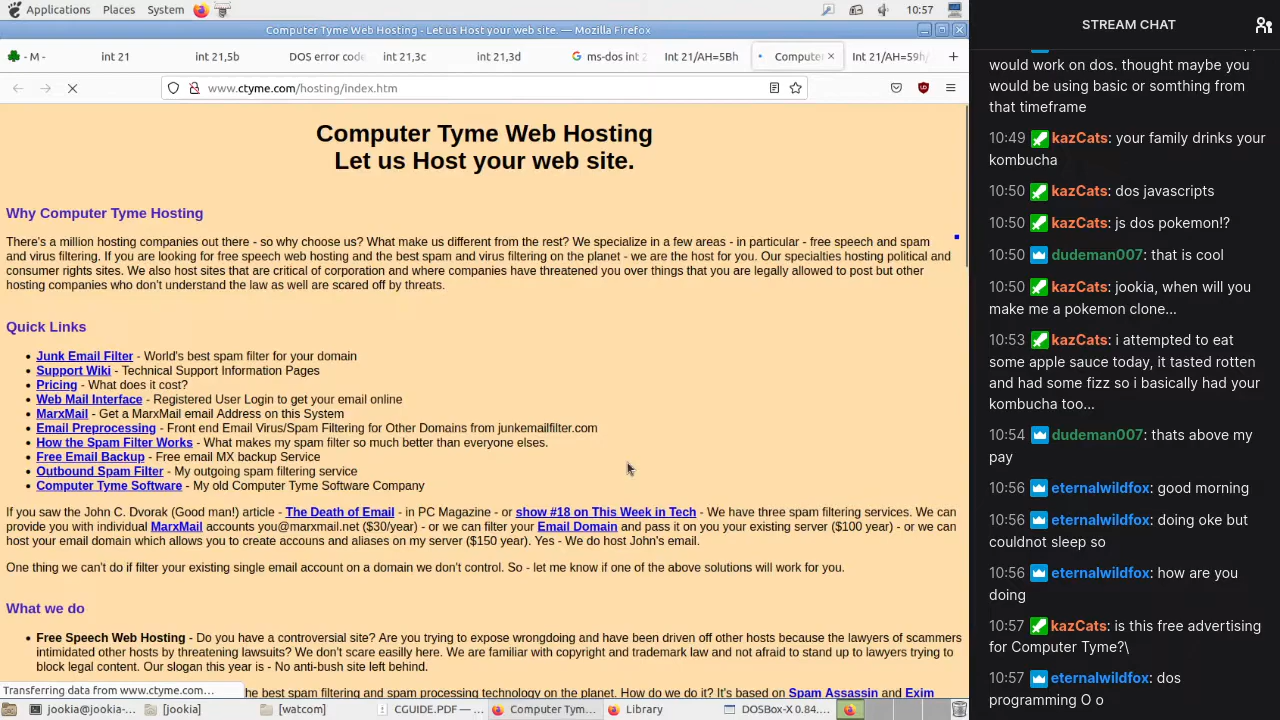 Applications Places System 10:57
Computer Tyme Web Hosting - Let us Host your web site. — Mozilla Firefox
- M - int 21 int 21,5b DOS error code int 21,3c int 21,3d ms-dos int 2 Int 21/AH=5Bh Computer Int 21/AH=59h/
www.ctyme.com/hosting/index.htm
Computer Tyme Web Hosting
Let us Host your web site.
Why Computer Tyme Hosting
There's a million hosting companies out there - so why choose us? What make us different from the rest? We specialize in a few areas - in particular - free speech and spam
and virus filtering. If you are looking for free speech web hosting and the best spam and virus filtering on the planet - we are the host for you. Our specialties hosting political and
consumer rights sites. We also host sites that are critical of corporation and where companies have threatened you over things that you are legally allowed to post but other
hosting companies who don't understand the law as well are scared off by threats.
Quick Links
Junk Email Filter - World's best spam filter for your domain
Support Wiki - Technical Support Information Pages
Pricing - What does it cost?
Web Mail Interface - Registered User Login to get your email online
MarxMail - Get a MarxMail email Address on this System
Email Preprocessing - Front end Email Virus/Spam Filtering for Other Domains from junkemailfilter.com
How the Spam Filter Works - What makes my spam filter so much better than everyone elses.
Free Email Backup - Free email MX backup Service
Outbound Spam Filter - My outgoing spam filtering service
Computer Tyme Software - My old Computer Tyme Software Company
If you saw the John C. Dvorak (Good man!) article - The Death of Email - in PC Magazine - or show #18 on This Week in Tech - We have three spam filtering services. We can
provide you with individual MarxMail accounts you@marxmail.net ($30/year) - or we can filter your Email Domain and pass it on you your existing server ($100 year) - or we can
host your email domain which allows you to create accouns and aliases on my server ($150 year). Yes - We do host John's email.
One thing we can't do if filter your existing single email account on a domain we don't control. So - let me know if one of the above solutions will work for you.
What we do
Free Speech Web Hosting - Do you have a controversial site? Are you trying to expose wrongdoing and have been driven off other hosts because the lawyers of scammers
intimidated other hosts by threatening lawsuits? We don't scare easilly here. We are familiar with copyright and trademark law and not afraid to stand up to lawyers trying to
block legal content. Our slogan this year is - No anti-bush site left behind.
he best spam filtering and spam processing technology on the planet. How do we do it? It's based on Spam Assassin and Exim
Transferring data from www.ctyme.com…
jookia@jookia-... [jookia] [watcom] CGUIDE.PDF —... Computer Tym... Library DOSBox-X 0.84....
STREAM CHAT
would work on dos. thought maybe you
would be using basic or somthing from
that timeframe
10:49 kazCats: your family drinks your
kombucha
10:50 kazCats: dos javascripts
10:50 kazCats: js dos pokemon!?
10:50 dudeman007: that is cool
10:50 kazCats: jookia, when will you
make me a pokemon clone...
10:53 kazCats: i attempted to eat
some apple sauce today, it tasted rotten
and had some fizz so i basically had your
kombucha too...
10:54 dudeman007: thats above my
pay
10:56 eternalwildfox: good morning
10:56 eternalwildfox: doing oke but
couldnot sleep so
10:56 eternalwildfox: how are you
doing
10:57 kazCats: is this free advertising
for Computer Tyme?\
10:57 eternalwildfox: dos
programming O o